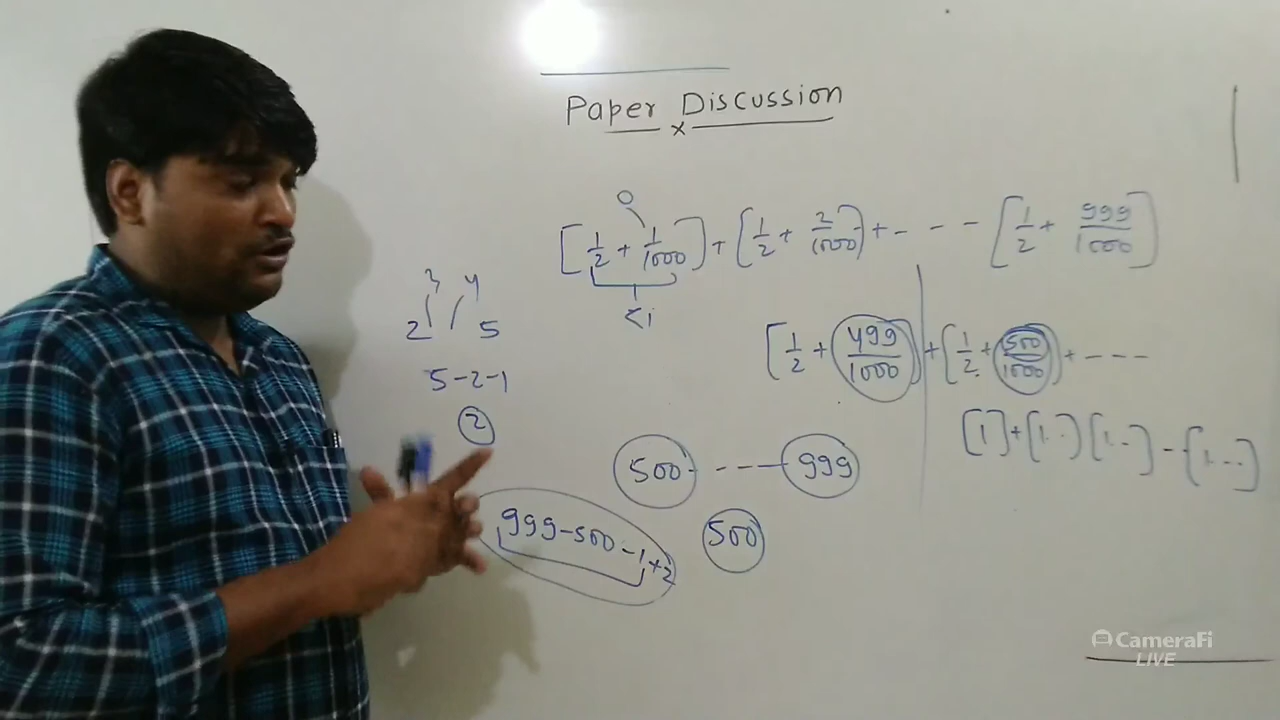 Paper Discussion
x
0
[1/2 + 1/1000] + [1/2 + 2/1000] + - - - [1/2 + 999/1000]
<1
3 4
2 5
[1/2 + 499/1000] + [1/2 + 500/1000] + - - -
5-2-1
2
[1] + [1..] [1..] - [1...]
500 - - - 999
999-500-1+2
500
CameraFi
LIVE